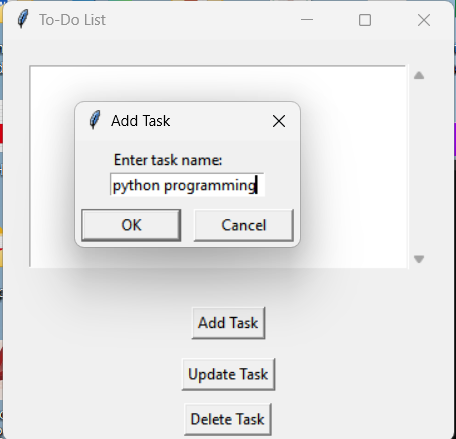 To-Do List
Add Task
Enter task name:
python programming
OK Cancel
Add Task
Update Task
Delete Task